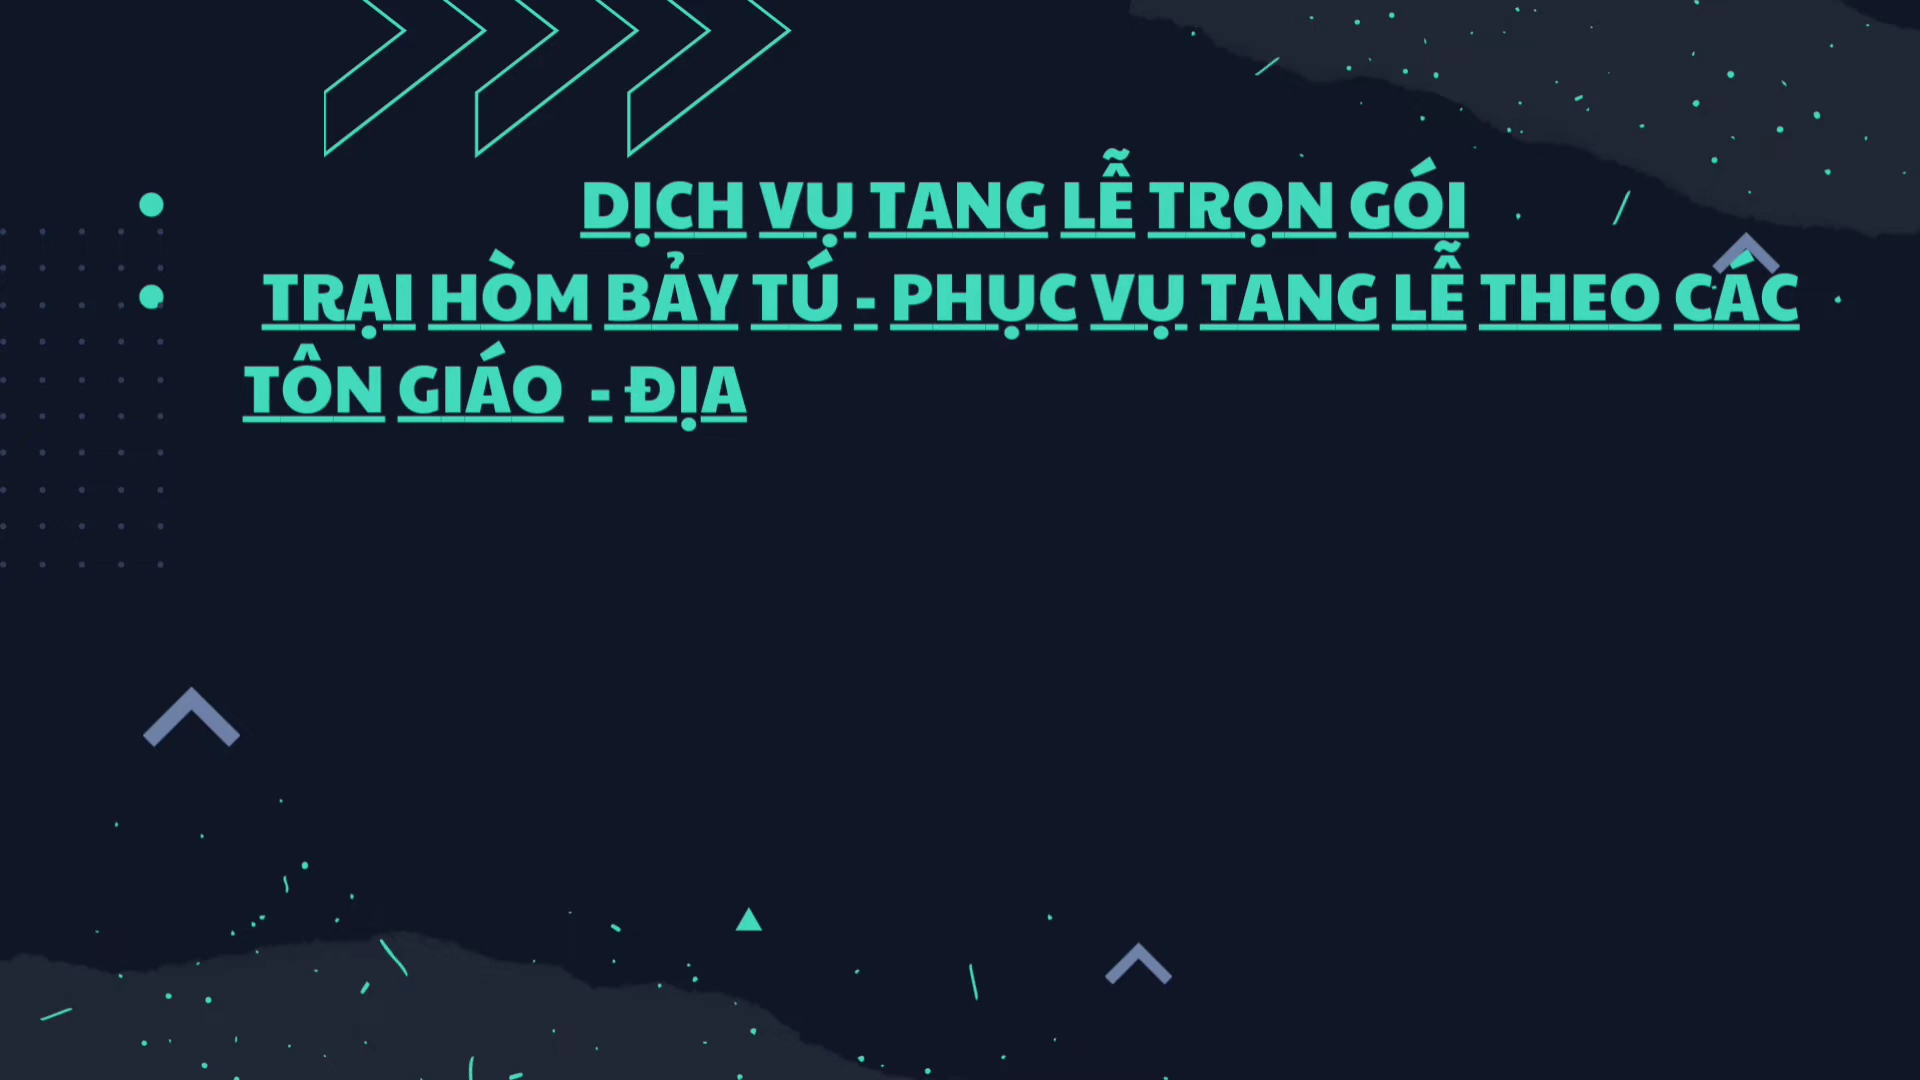 DỊCH VỤ TANG LỄ TRỌN GÓI
TRẠI HÒM BẢY TÚ - PHỤC VỤ TANG LỄ THEO CÁC
TÔN GIÁO - ĐỊA